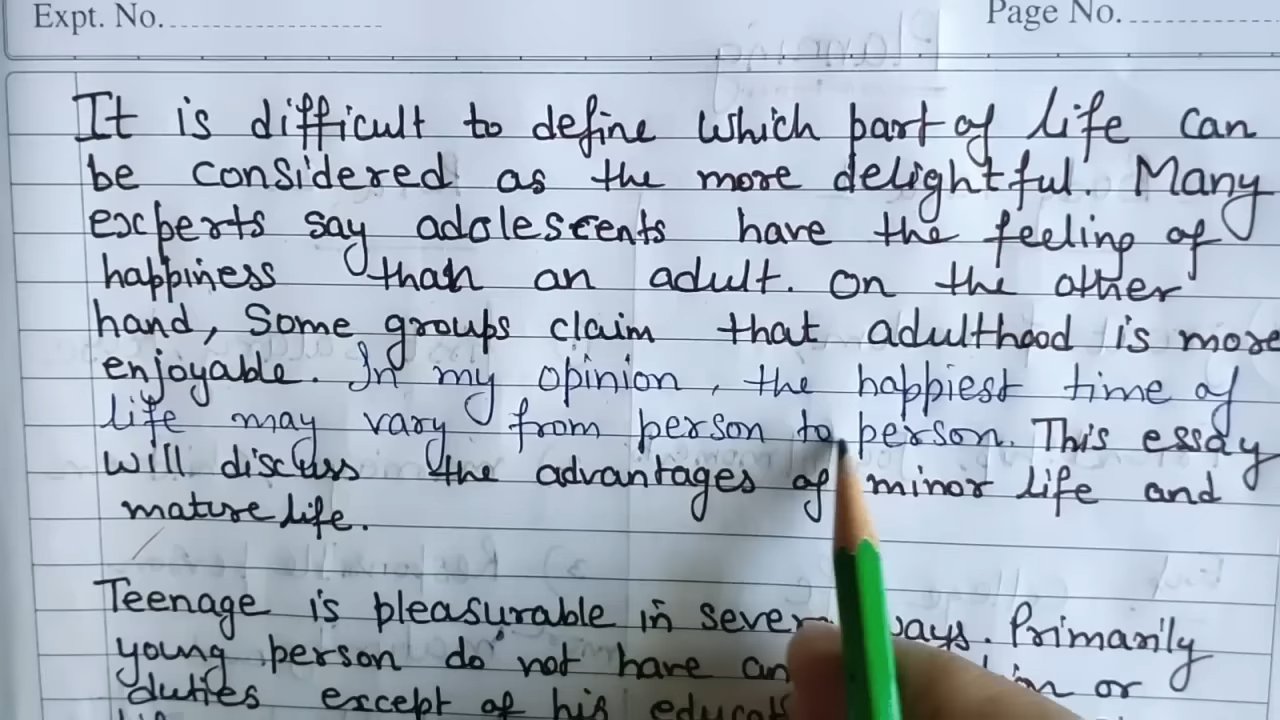 Expt. No.
Page No.
It is difficult to define which part of life can
be considered as the more delightful. Many
experts say adolescents have the feeling of
happiness than an adult. On the other
hand, Some groups claim that adulthood is more
enjoyable. In my opinion, the happiest time of
life may vary from person to person. This essay
will discuss the advantages of minor life and
mature life.
Teenage is pleasurable in ways. Primarily
young person do not have or
duties except of his